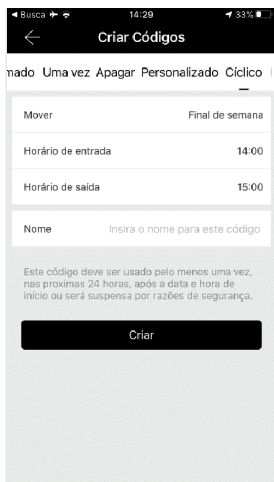 Busca 14:29 33%
Criar Códigos
mado Uma vez Apagar Personalizado Cíclico
Mover Final de semana
Horário de entrada 14:00
Horário de saída 15:00
Nome Insira o nome para este código
Este código deve ser usado pelo menos uma vez,
nas proximas 24 horas, após a data e hora de
início ou será suspensa por razões de segurança.
Criar